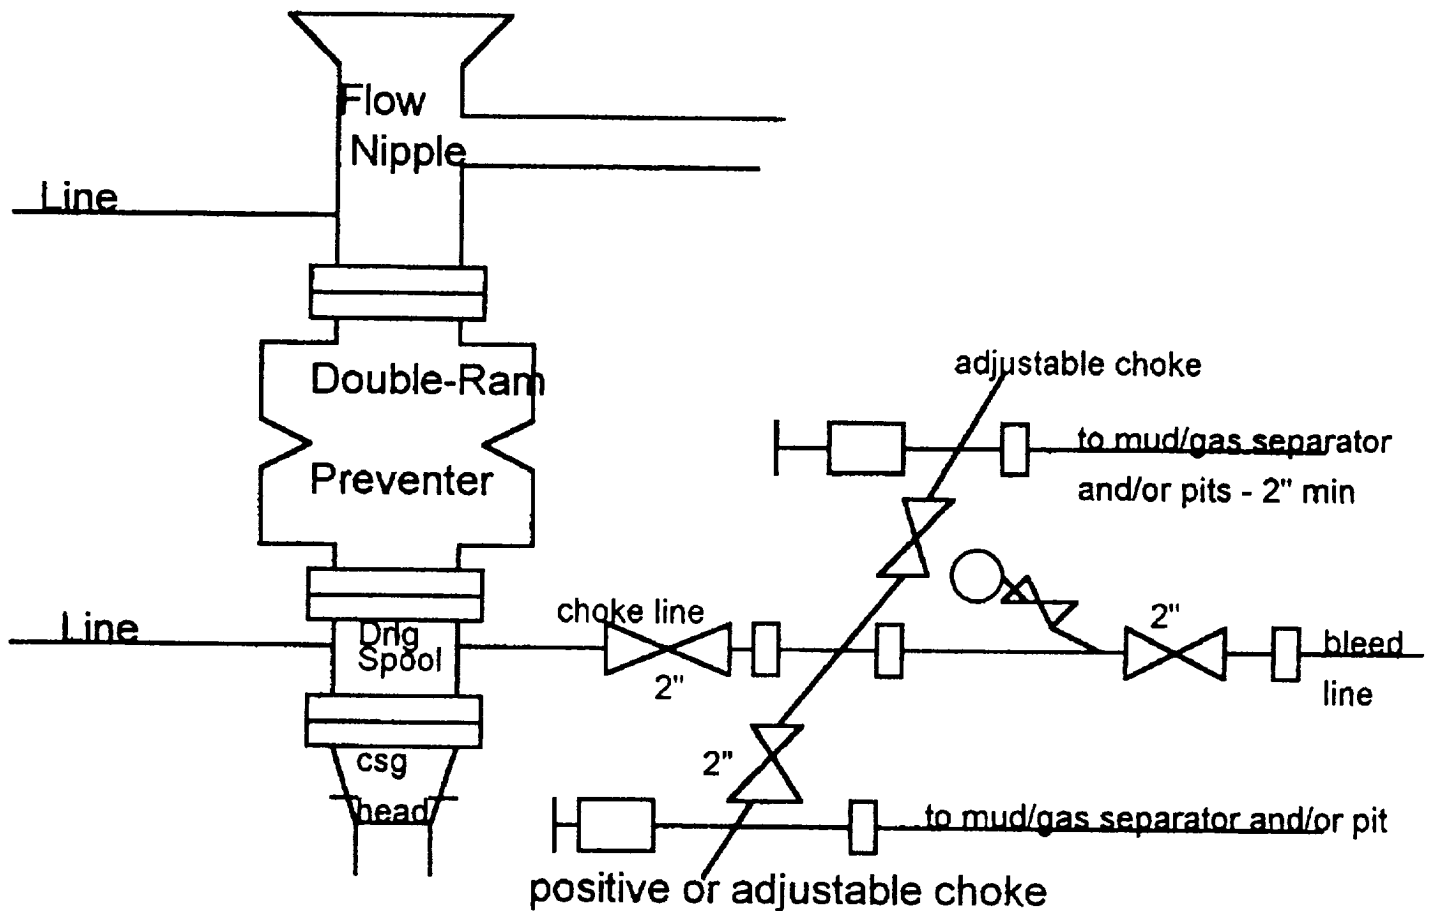 Flow
Nipple
Line
Double-Ram
Preventer
adjustable choke
to mud/gas separator
and/or pits - 2" min
Line
Drlg
Spool
choke line
2"
2"
bleed
line
csg
head
2"
to mud/gas separator and/or pit
positive or adjustable choke